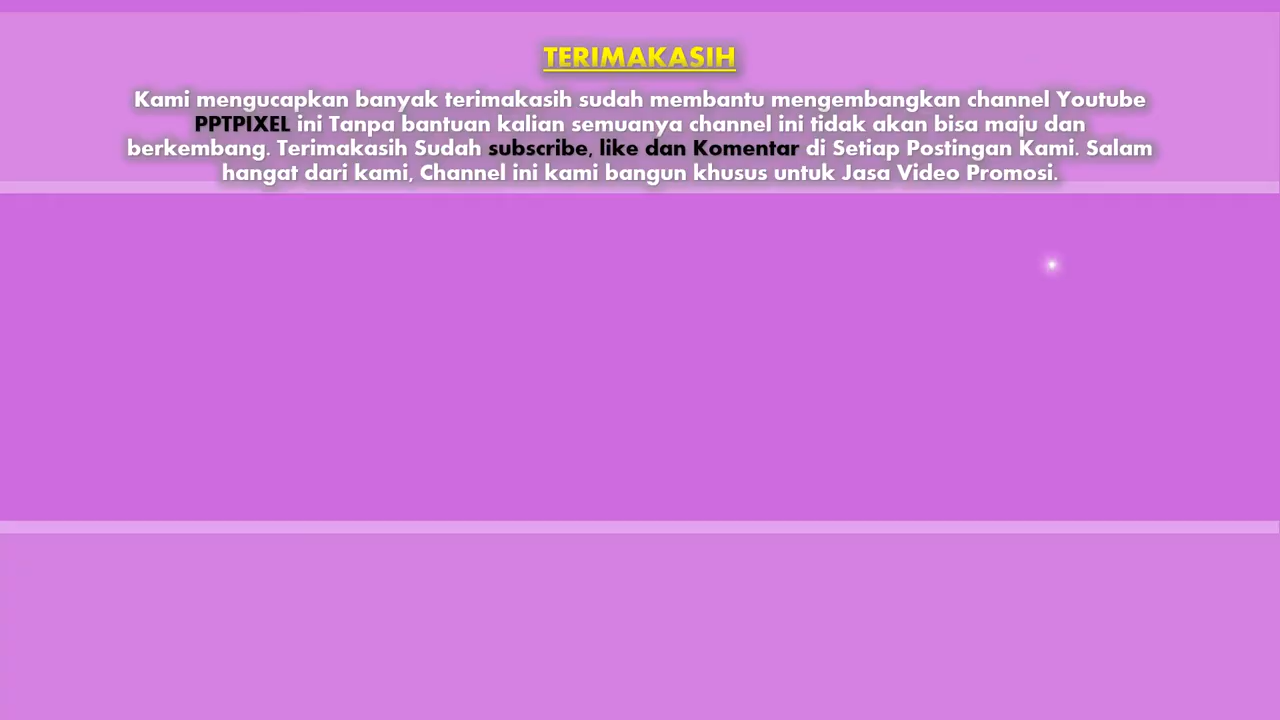 TERIMAKASIH
Kami mengucapkan banyak terimakasih sudah membantu mengembangkan channel Youtube
PPTPIXEL ini Tanpa bantuan kalian semuanya channel ini tidak akan bisa maju dan
berkembang. Terimakasih Sudah subscribe, like dan Komentar di Setiap Postingan Kami. Salam
hangat dari kami, Channel ini kami bangun khusus untuk Jasa Video Promosi.